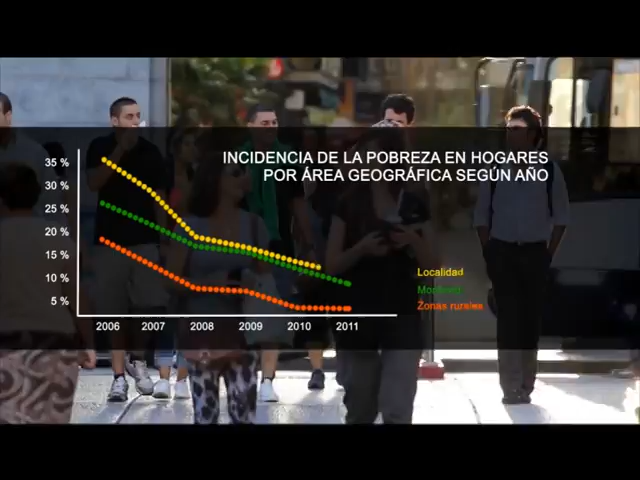 INCIDENCIA DE LA POBREZA EN HOGARES
POR ÁREA GEOGRÁFICA SEGÚN AÑO
35 %
30 %
25 %
20 %
15 %
10 %
5 %
2006 2007 2008 2009 2010 2011
Localidad
Zonas rurales